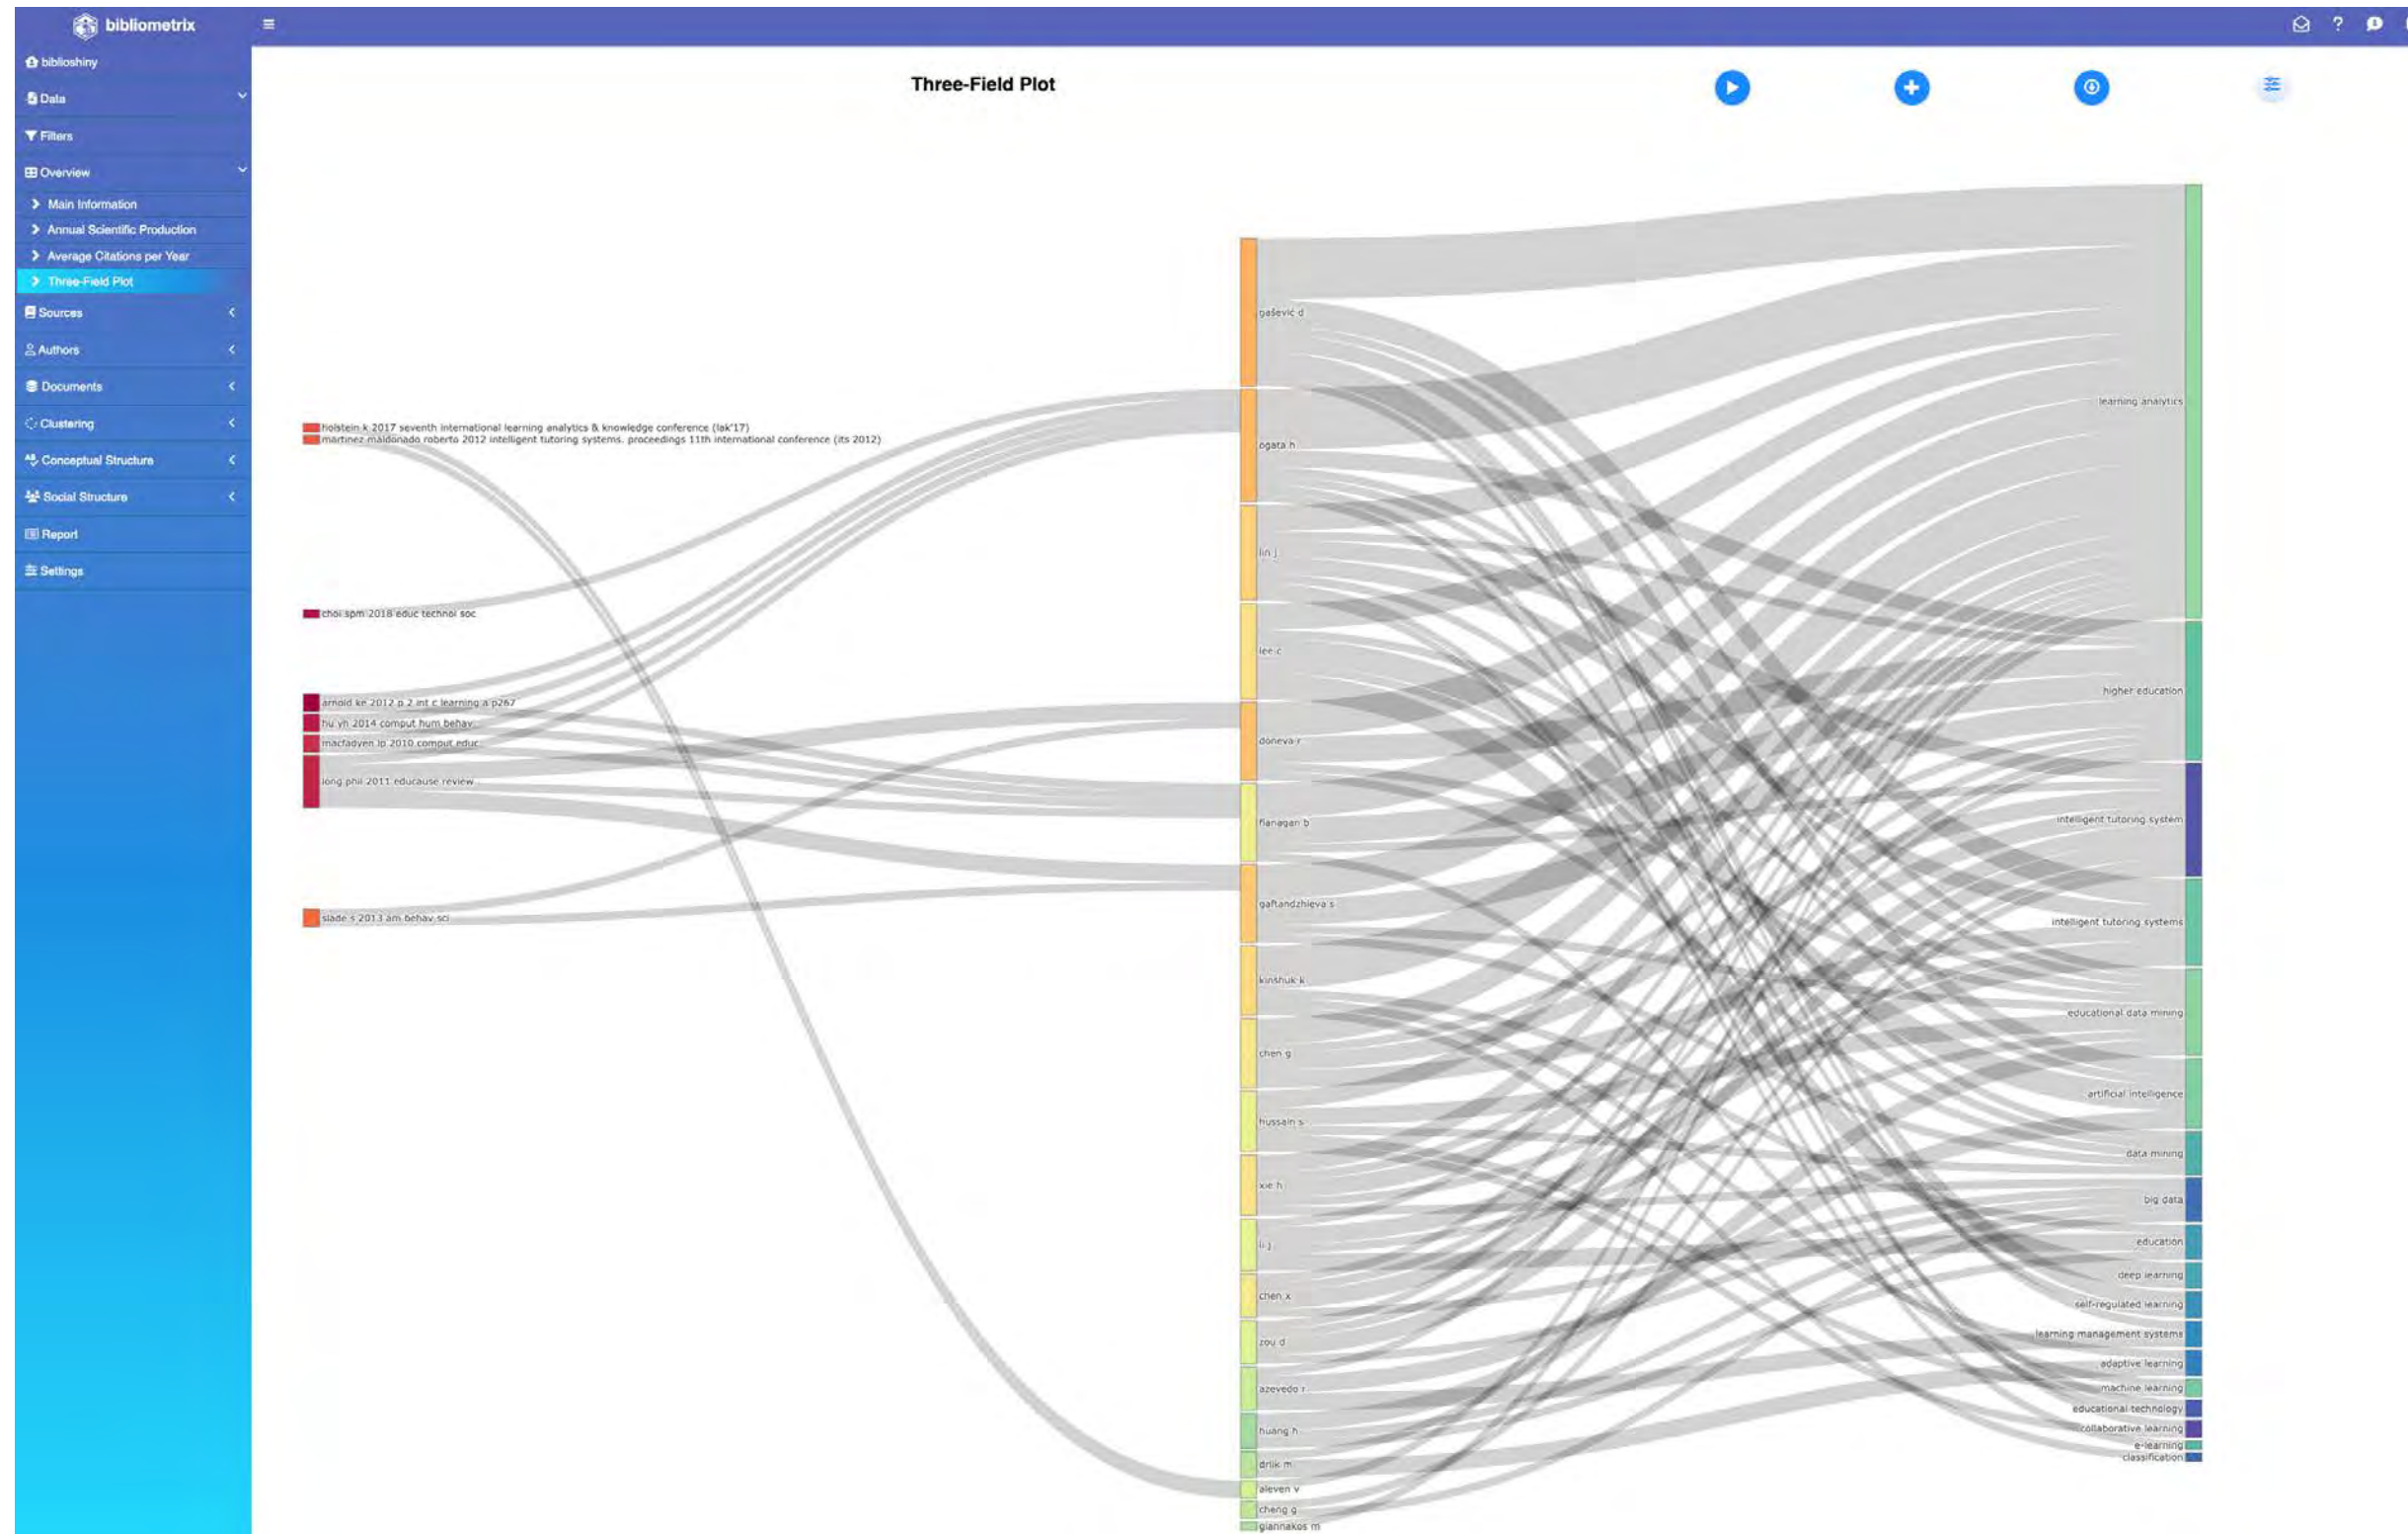 bibliometrix
biblioshiny
Data
Filters
Overview
Main Information
Annual Scientific Production
Average Citations per Year
Three-Field Plot
Sources
Authors
Documents
Clustering
Conceptual Structure
Social Structure
Report
Settings
Three-Field Plot
holstein k 2017 seventh international learning analytics & knowledge conference (lak'17)
martinez maldonado roberto 2012 intelligent tutoring systems. proceedings 11th international conference (its 2012)
choi spm 2018 educ technol soc
arnold ke 2012 p 2 int c learning a p267
hu yh 2014 comput hum behav
macfadyen lp 2010 comput educ
long phil 2011 educause review
slade s 2013 am behav sci
gašević d
ogata h
lin j
lee c
doneva r
flanagan b
gaftandzhieva s
kinshuk k
chen g
hussain s
xie h
li j
chen x
zou d
azevedo r
huang h
drlik m
aleven v
cheng g
giannakos m
learning analytics
higher education
intelligent tutoring system
intelligent tutoring systems
educational data mining
artificial intelligence
data mining
big data
education
deep learning
self-regulated learning
learning management systems
adaptive learning
machine learning
educational technology
collaborative learning
e-learning
classification